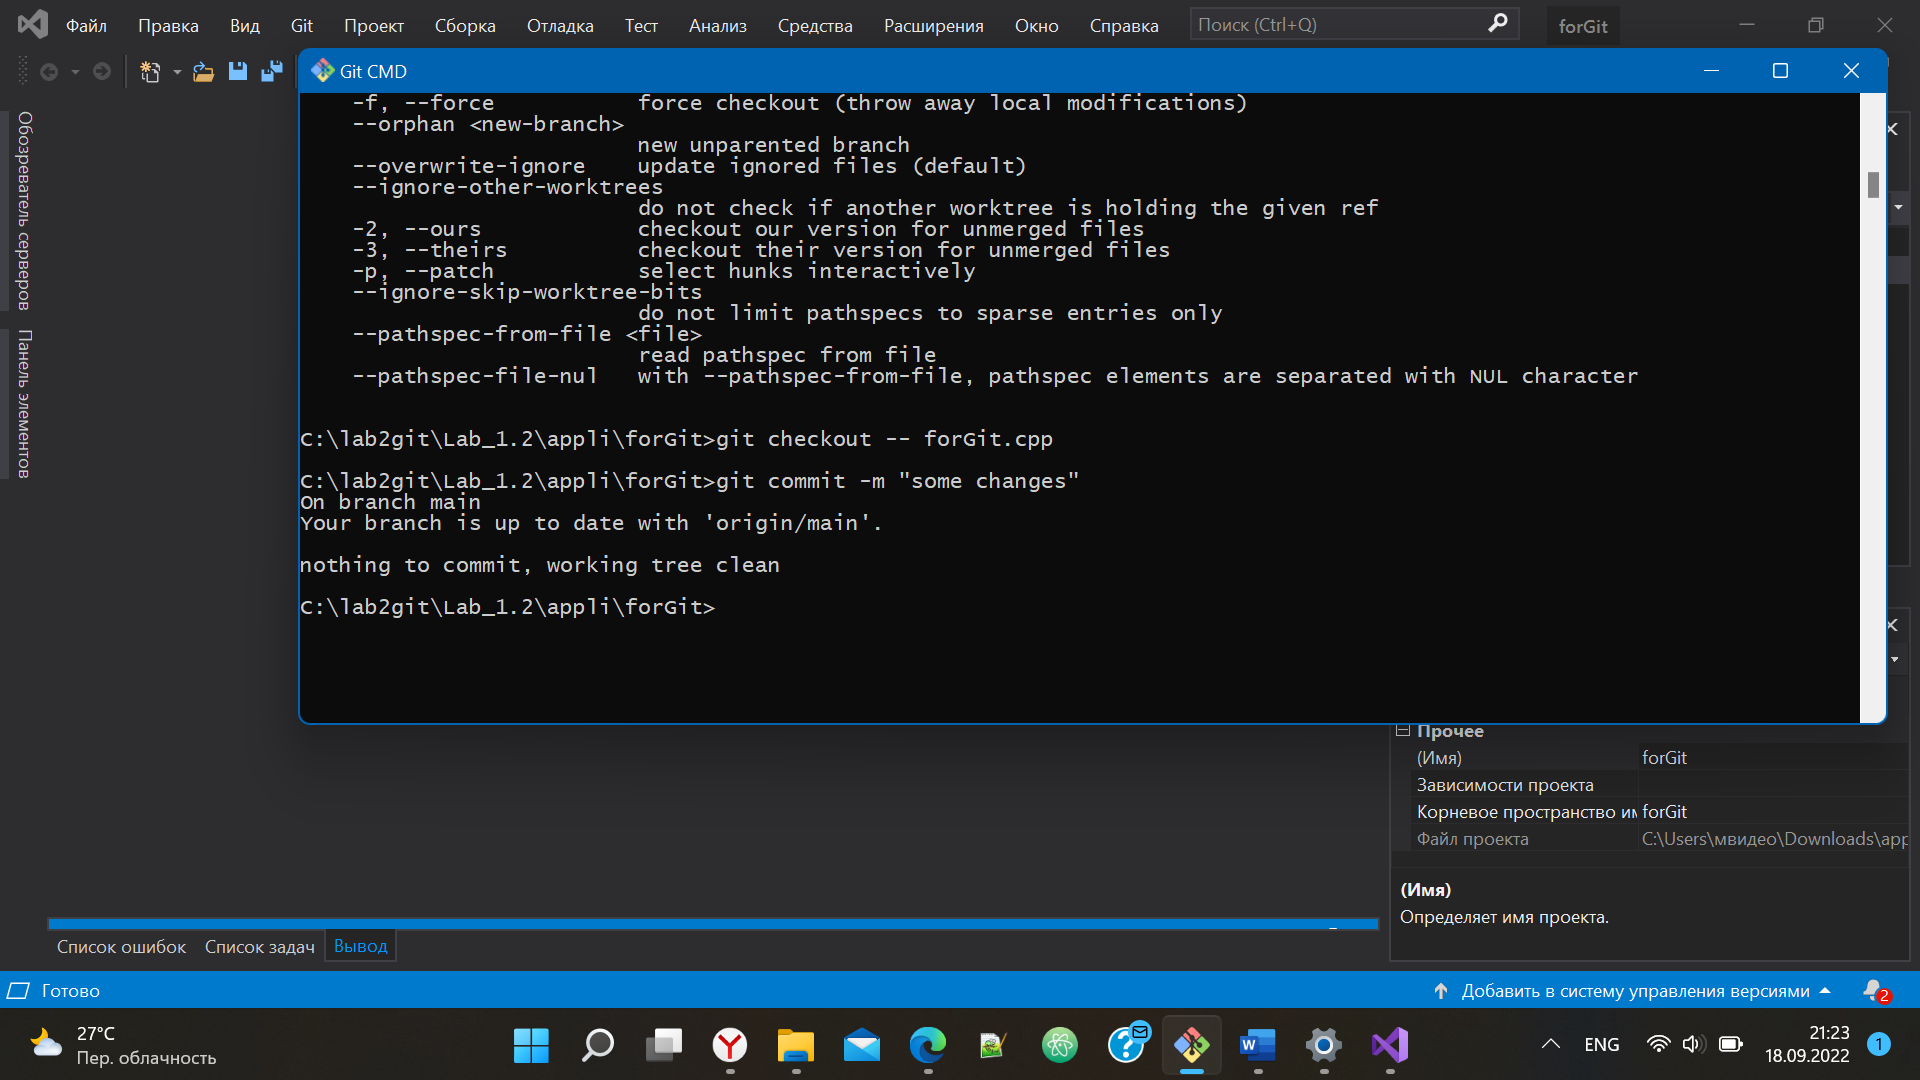 Файл Правка Вид Git Проект Сборка Отладка Тест Анализ Средства Расширения Окно Справка Поиск (Ctrl+Q) forGit
Git CMD
-f, --force force checkout (throw away local modifications)
--orphan <new-branch>
new unparented branch
--overwrite-ignore update ignored files (default)
--ignore-other-worktrees
do not check if another worktree is holding the given ref
-2, --ours checkout our version for unmerged files
-3, --theirs checkout their version for unmerged files
-p, --patch select hunks interactively
--ignore-skip-worktree-bits
do not limit pathspecs to sparse entries only
--pathspec-from-file <file>
read pathspec from file
--pathspec-file-nul with --pathspec-from-file, pathspec elements are separated with NUL character
C:\lab2git\Lab_1.2\appli\forGit>git checkout -- forGit.cpp
C:\lab2git\Lab_1.2\appli\forGit>git commit -m "some changes"
On branch main
Your branch is up to date with 'origin/main'.
nothing to commit, working tree clean
C:\lab2git\Lab_1.2\appli\forGit>
Обозреватель серверов
Панель элементов
Прочее
(Имя) forGit
Зависимости проекта
Корневое пространство им forGit
Файл проекта C:\Users\мвидео\Downloads\app
(Имя)
Определяет имя проекта.
Список ошибок Список задач Вывод
Готово Добавить в систему управления версиями 2
27°C
Пер. облачность
ENG
21:23
18.09.2022
1